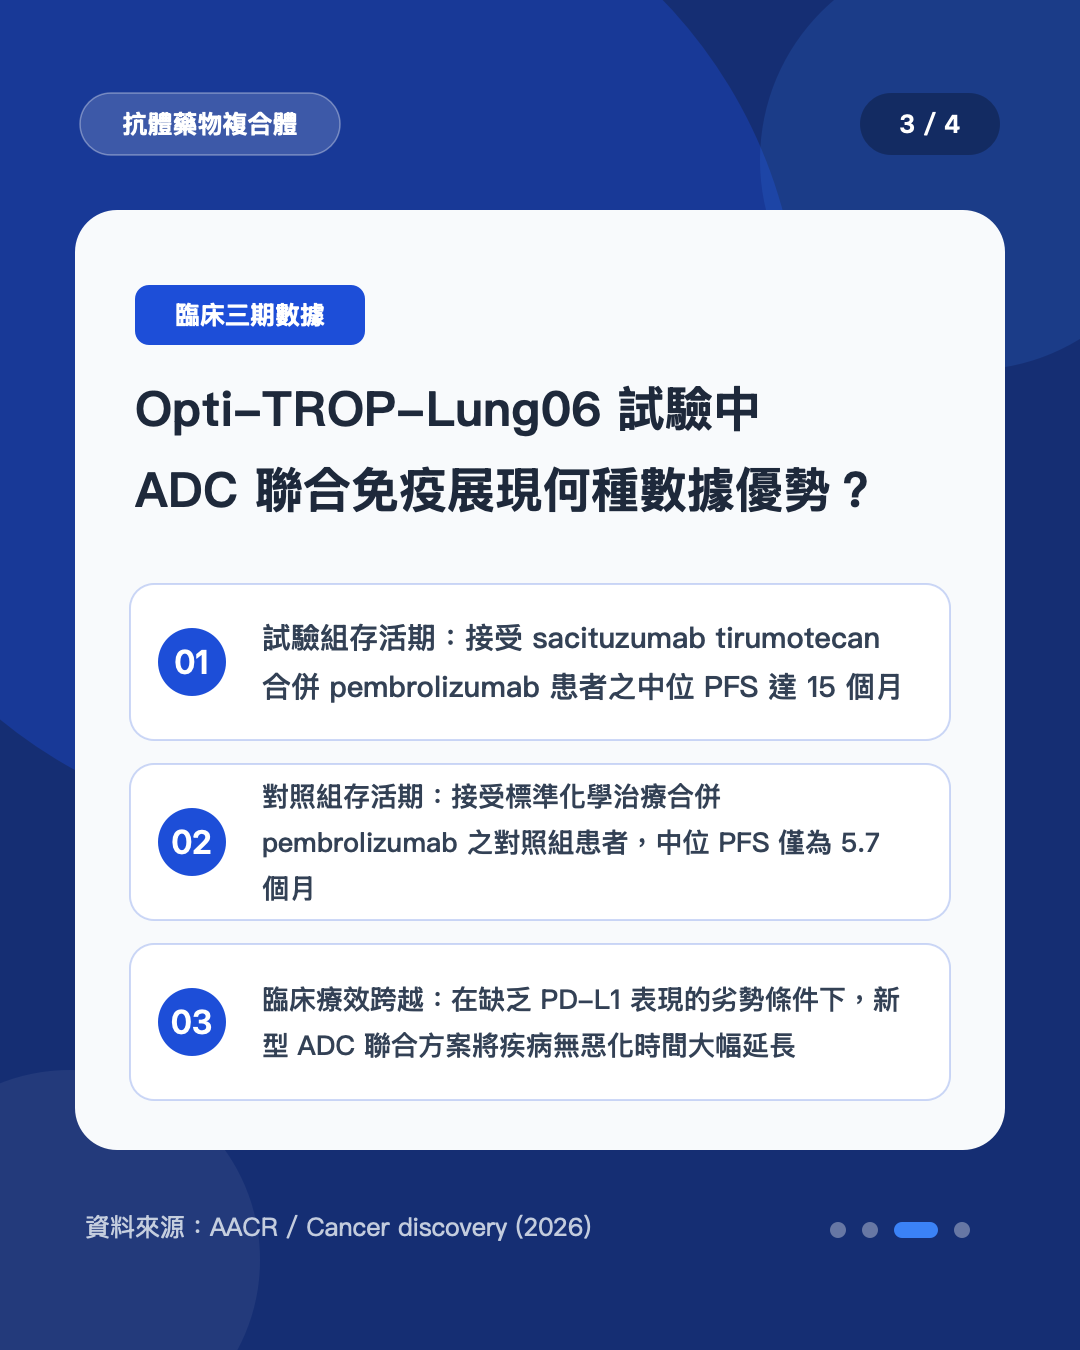 抗體藥物複合體
3 / 4
臨床三期數據
Opti–TROP–Lung06 試驗中
ADC 聯合免疫展現何種數據優勢？
01
試驗組存活期：接受 sacituzumab tirumotecan
合併 pembrolizumab 患者之中位 PFS 達 15 個月
02
對照組存活期：接受標準化學治療合併
pembrolizumab 之對照組患者，中位 PFS 僅為 5.7
個月
03
臨床療效跨越：在缺乏 PD–L1 表現的劣勢條件下，新
型 ADC 聯合方案將疾病無惡化時間大幅延長
資料來源：AACR / Cancer discovery (2026)